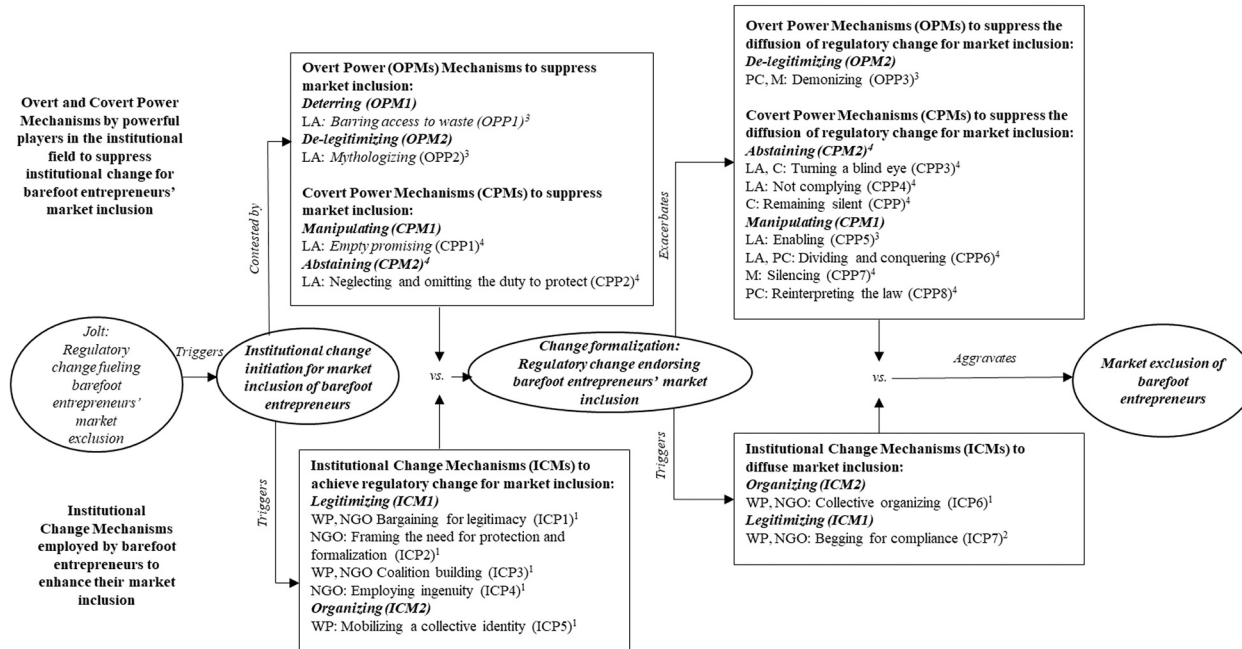 Overt and Covert Power
Mechanisms by powerful
players in the institutional
field to suppress
institutional change for
barefoot entrepreneurs'
market inclusion
Overt Power (OPMs) Mechanisms to suppress
market inclusion:
Deterring (OPM1)
LA: Barring access to waste (OPP1)³
De-legitimizing (OPM2)
LA: Mythologizing (OPP2)³
Covert Power Mechanisms (CPMs) to suppress
market inclusion:
Manipulating (CPM1)
LA: Empty promising (CPP1)⁴
Abstaining (CPM2)⁴
LA: Neglecting and omitting the duty to protect (CPP2)⁴
Overt Power Mechanisms (OPMs) to suppress the
diffusion of regulatory change for market inclusion:
De-legitimizing (OPM2)
PC, M: Demonizing (OPP3)³
Covert Power Mechanisms (CPMs) to suppress the
diffusion of regulatory change for market inclusion:
Abstaining (CPM2)⁴
LA, C: Turning a blind eye (CPP3)⁴
LA: Not complying (CPP4)⁴
C: Remaining silent (CPP)⁴
Manipulating (CPM1)
LA: Enabling (CPP5)³
LA, PC: Dividing and conquering (CPP6)⁴
M: Silencing (CPP7)⁴
PC: Reinterpreting the law (CPP8)⁴
Contested by
Exacerbates
Jolt:
Regulatory
change fueling
barefoot
entrepreneurs'
market
exclusion
Triggers
Institutional change
initiation for market
inclusion of barefoot
entrepreneurs
vs.
Change formalization:
Regulatory change endorsing
barefoot entrepreneurs' market
inclusion
vs.
Aggravates
Market exclusion of
barefoot
entrepreneurs
Triggers
Triggers
Institutional
Change Mechanisms
employed by barefoot
entrepreneurs to
enhance their market
inclusion
Institutional Change Mechanisms (ICMs) to
achieve regulatory change for market inclusion:
Legitimizing (ICM1)
WP, NGO Bargaining for legitimacy (ICP1)¹
NGO: Framing the need for protection and
formalization (ICP2)¹
WP, NGO Coalition building (ICP3)¹
NGO: Employing ingenuity (ICP4)¹
Organizing (ICM2)
WP: Mobilizing a collective identity (ICP5)¹
Institutional Change Mechanisms (ICMs) to
diffuse market inclusion:
Organizing (ICM2)
WP, NGO: Collective organizing (ICP6)¹
Legitimizing (ICM1)
WP, NGO: Begging for compliance (ICP7)²